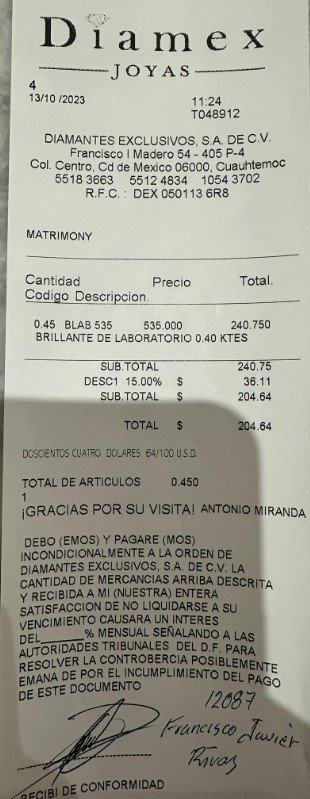 Diamex
JOYAS
4
13/10 /2023 11:24
T048912
DIAMANTES EXCLUSIVOS, S.A. DE C.V.
Francisco I Madero 54 - 405 P-4
Col. Centro, Cd de Mexico 06000, Cuauhtemoc
5518 3663 5512 4834 1054 3702
R.F.C. : DEX 050113 6R8
MATRIMONY
Cantidad Precio Total.
Codigo Descripcion.
0.45 BLAB 535 535.000 240.750
BRILLANTE DE LABORATORIO 0.40 KTES
SUB.TOTAL 240.75
DESC1 15.00% $ 36.11
SUB.TOTAL $ 204.64
TOTAL $ 204.64
DOSCIENTOS CUATRO DOLARES 64/100 U.S.D.
TOTAL DE ARTICULOS 0.450
1
¡GRACIAS POR SU VISITA! ANTONIO MIRANDA
DEBO (EMOS) Y PAGARE (MOS)
INCONDICIONALMENTE A LA ORDEN DE
DIAMANTES EXCLUSIVOS, S.A. DE C.V. LA
CANTIDAD DE MERCANCIAS ARRIBA DESCRITA
Y RECIBIDA A MI (NUESTRA) ENTERA
SATISFACCION DE NO LIQUIDARSE A SU
VENCIMIENTO CAUSARA UN INTERES
DEL______% MENSUAL SEÑALANDO A LAS
AUTORIDADES TRIBUNALES DEL D.F. PARA
RESOLVER LA CONTROBERCIA POSIBLEMENTE
EMANA DE POR EL INCUMPLIMIENTO DEL PAGO
DE ESTE DOCUMENTO
12087
Francisco Javier
Rivas
RECIBI DE CONFORMIDAD